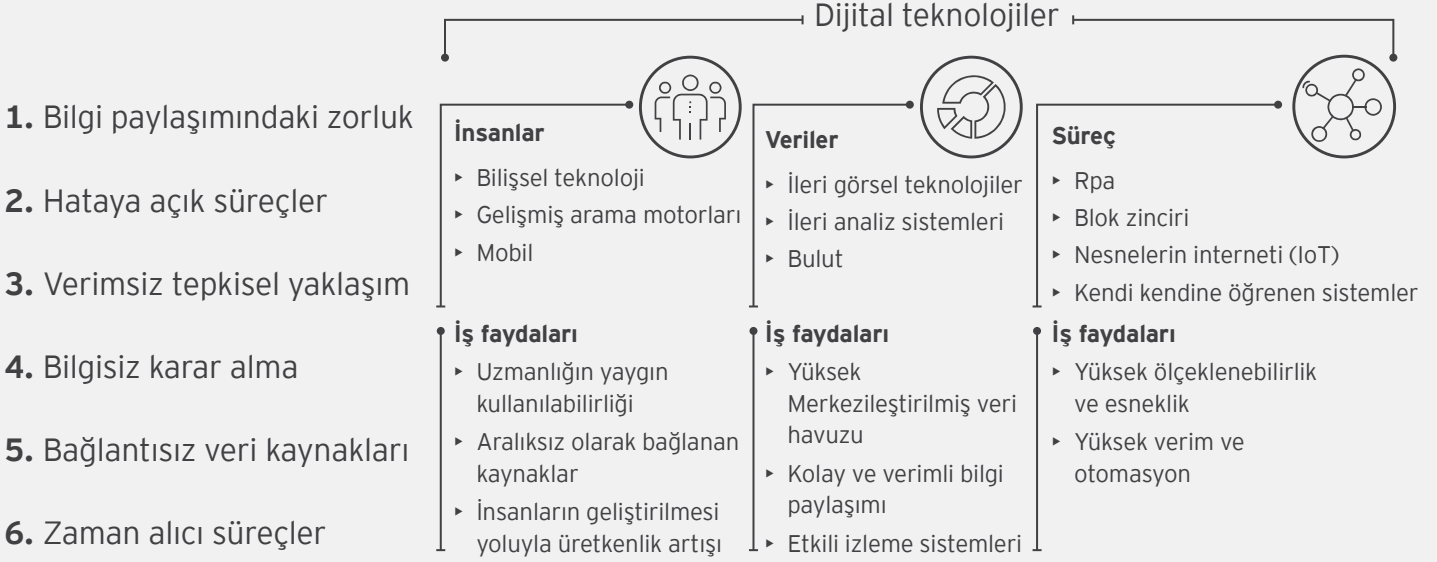 Dijital teknolojiler
1. Bilgi paylaşımındaki zorluk
2. Hataya açık süreçler
3. Verimsiz tepkisel yaklaşım
4. Bilgisiz karar alma
5. Bağlantısız veri kaynakları
6. Zaman alıcı süreçler
İnsanlar
▸ Bilişsel teknoloji
▸ Gelişmiş arama motorları
▸ Mobil
İş faydaları
▸ Uzmanlığın yaygın
kullanılabilirliği
▸ Aralıksız olarak bağlanan
kaynaklar
▸ İnsanların geliştirilmesi
yoluyla üretkenlik artışı
Veriler
▸ İleri görsel teknolojiler
▸ İleri analiz sistemleri
▸ Bulut
İş faydaları
▸ Yüksek
Merkezileştirilmiş veri
havuzu
▸ Kolay ve verimli bilgi
paylaşımı
▸ Etkili izleme sistemleri
Süreç
▸ Rpa
▸ Blok zinciri
▸ Nesnelerin interneti (IoT)
▸ Kendi kendine öğrenen sistemler
İş faydaları
▸ Yüksek ölçeklenebilirlik
ve esneklik
▸ Yüksek verim ve
otomasyon